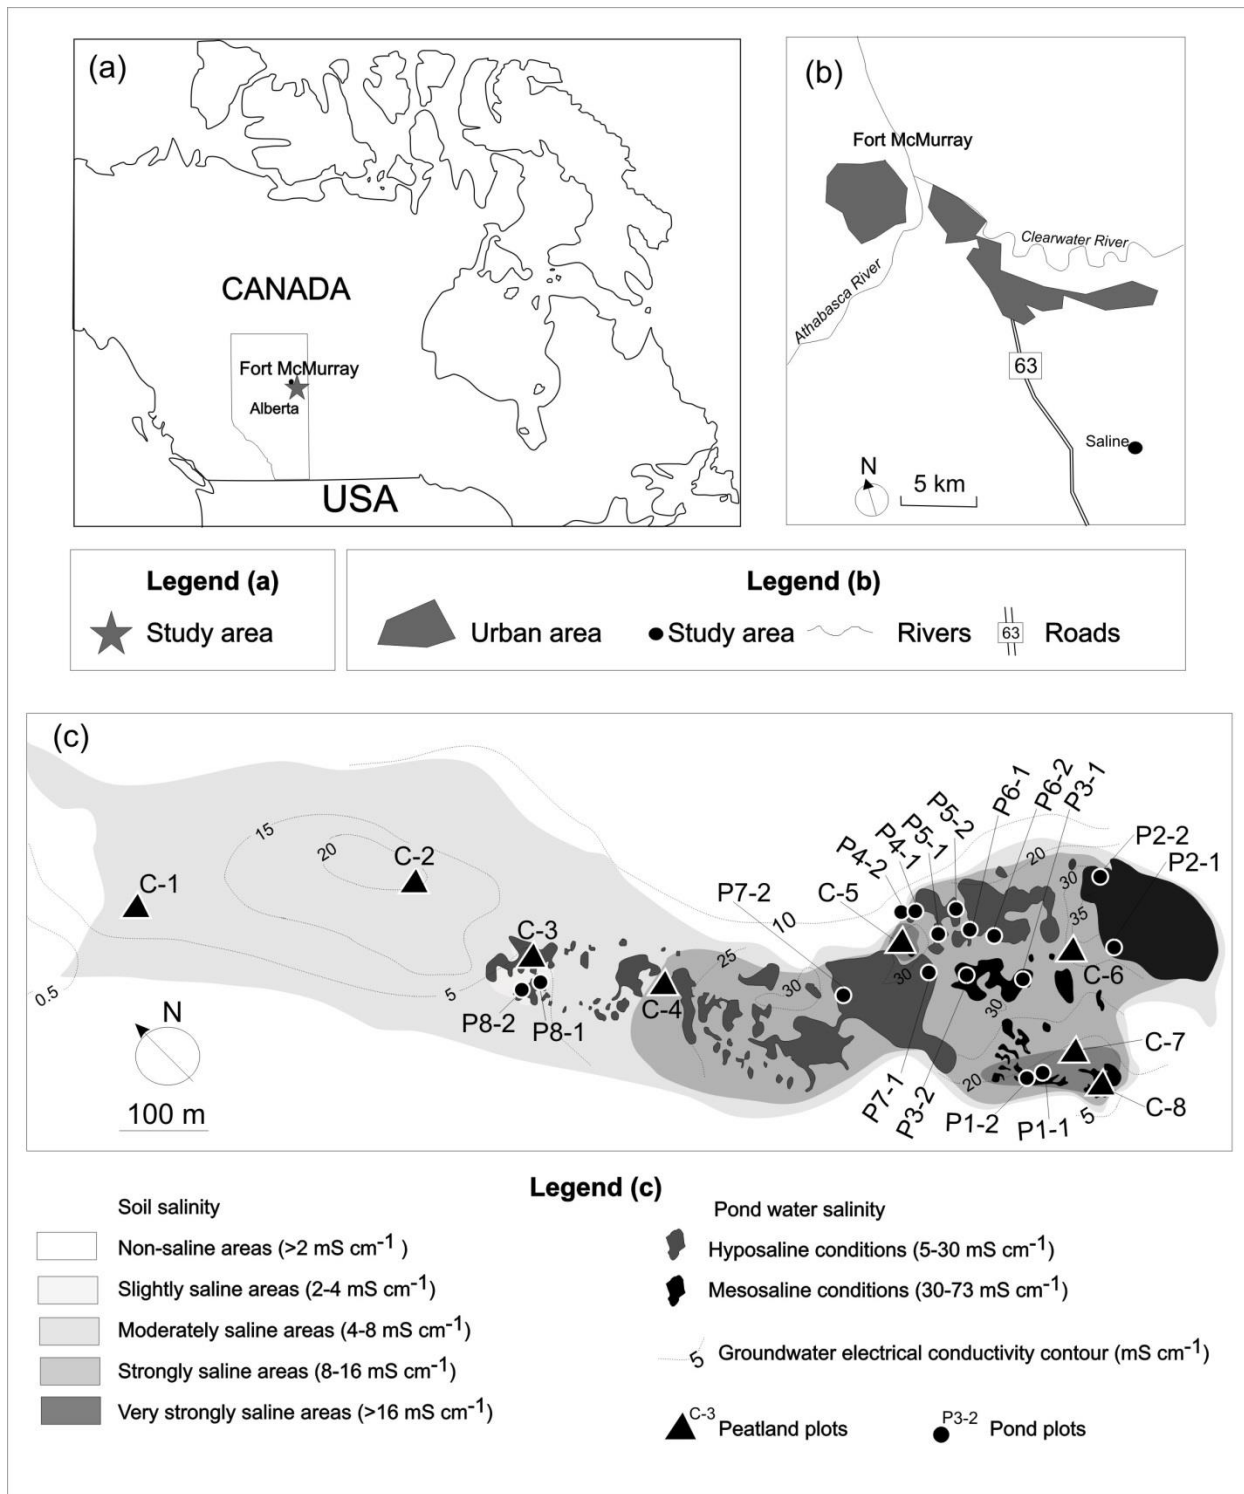 (a)
CANADA
Fort McMurray
Alberta
USA
(b)
Fort McMurray
Clearwater River
Athabasca River
63
Saline
N
5 km
Legend (a)
Study area
Legend (b)
Urban area
Study area
Rivers
63
Roads
(c)
C-1
15
20
C-2
0.5
5
N
100 m
C-3
P8-2
P8-1
C-4
25
30
10
P7-2
C-5
P4-2
P4-1
P5-1
P5-2
P6-1
P6-2
P3-1
P2-2
P2-1
20
30
35
30
C-6
30
C-7
C-8
20
5
P7-1
P3-2
P1-2
P1-1
Legend (c)
Soil salinity
Non-saline areas (>2 mS cm-1 )
Slightly saline areas (2-4 mS cm-1)
Moderately saline areas (4-8 mS cm-1)
Strongly saline areas (8-16 mS cm-1)
Very strongly saline areas (>16 mS cm-1)
Pond water salinity
Hyposaline conditions (5-30 mS cm-1)
Mesosaline conditions (30-73 mS cm-1)
5 Groundwater electrical conductivity contour (mS cm-1)
C-3 Peatland plots
P3-2 Pond plots